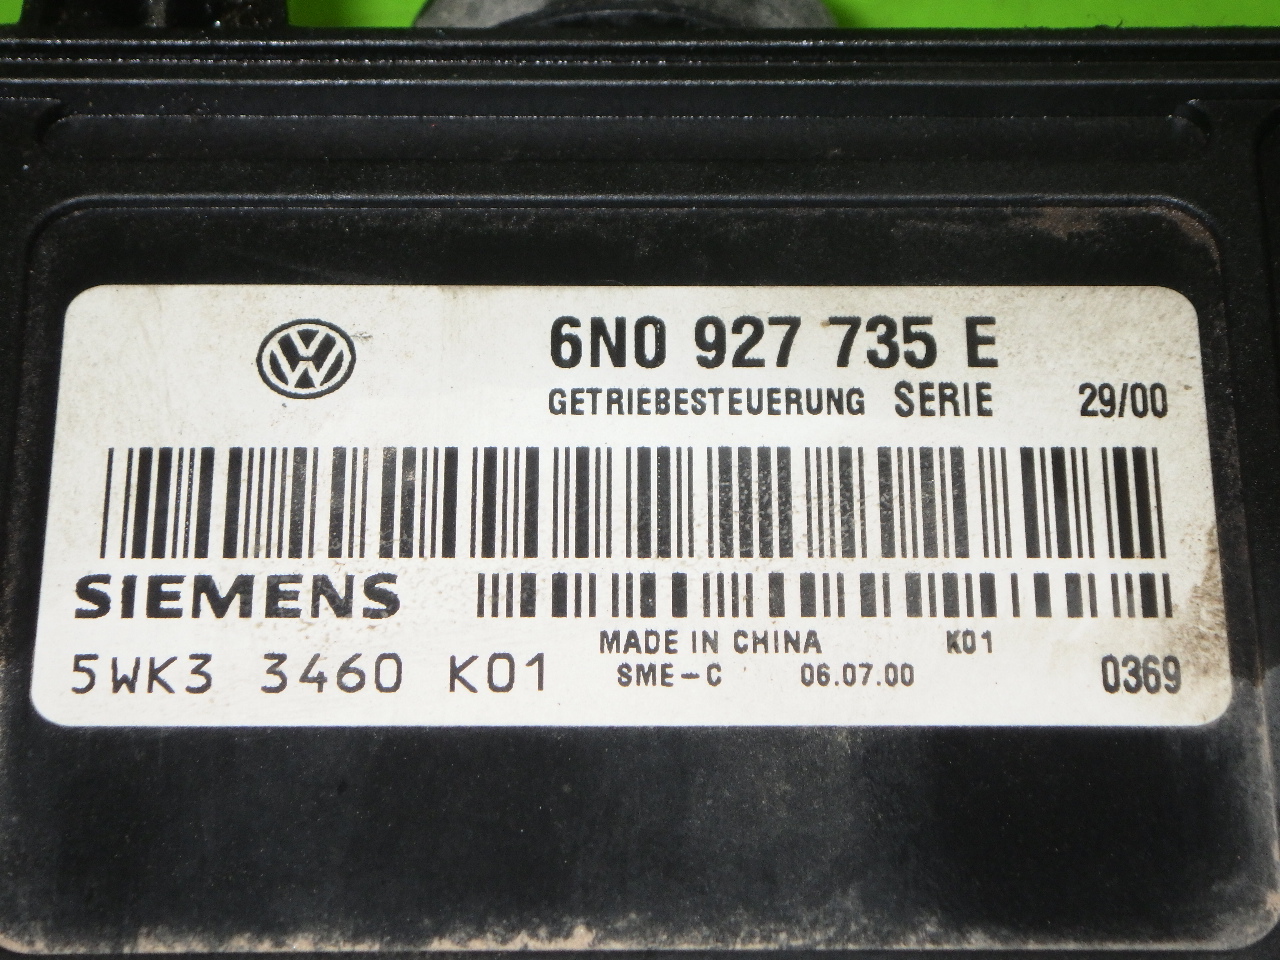 6N0 927 735 E
GETRIEBESTEUERUNG SERIE 29/00
SIEMENS
MADE IN CHINA K01
5WK3 3460 K01 SME-C 06.07.00 0369